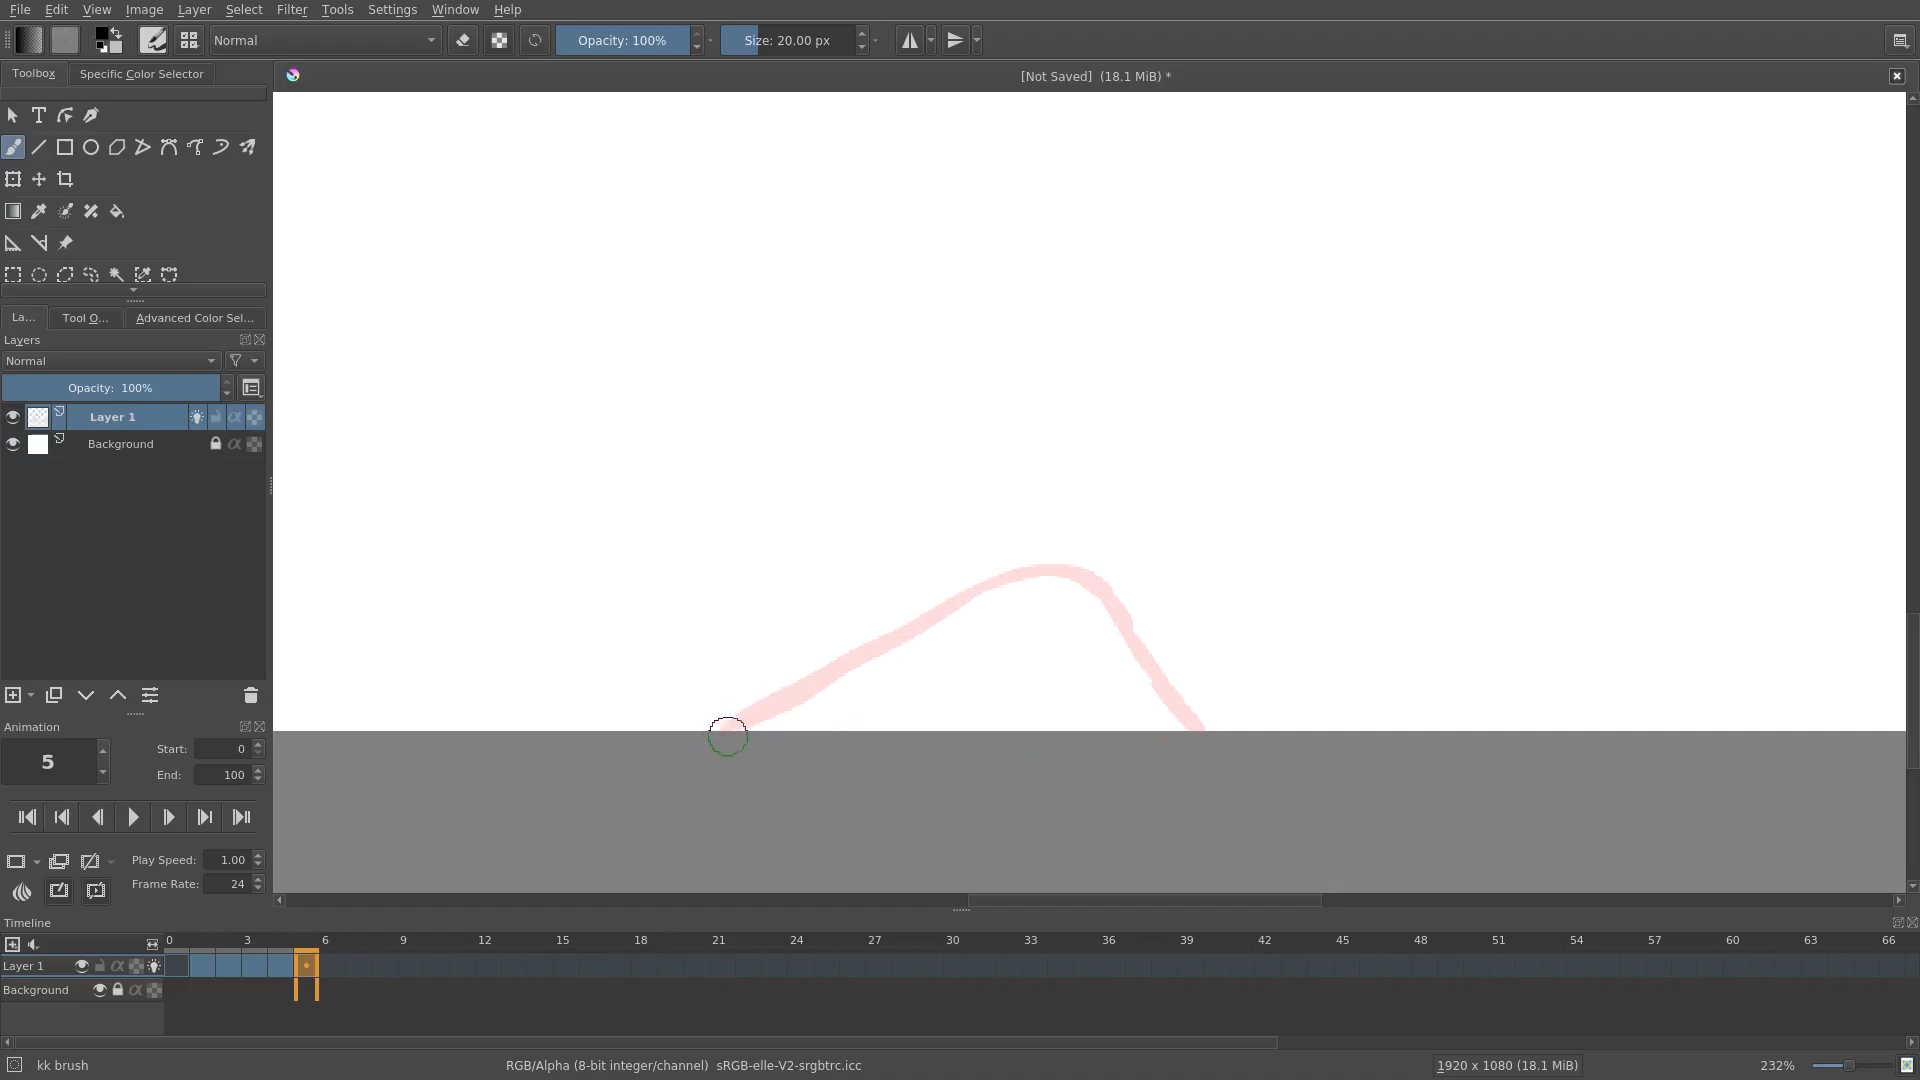 File Edit View Image Layer Select Filter Tools Settings Window Help
Normal Opacity: 100% Size: 20.00 px
Toolbox Specific Color Selector
[Not Saved] (18.1 MiB) *
La... Tool O... Advanced Color Sel...
Layers
Normal
Opacity: 100%
Layer 1
Background
Animation
5
Start: 0
End: 100
Play Speed: 1.00
Frame Rate: 24
Timeline
0 3 6 9 12 15 18 21 24 27 30 33 36 39 42 45 48 51 54 57 60 63 66
Layer 1
Background
kk brush RGB/Alpha (8-bit integer/channel) sRGB-elle-V2-srgbtrc.icc 1920 x 1080 (18.1 MiB) 232%